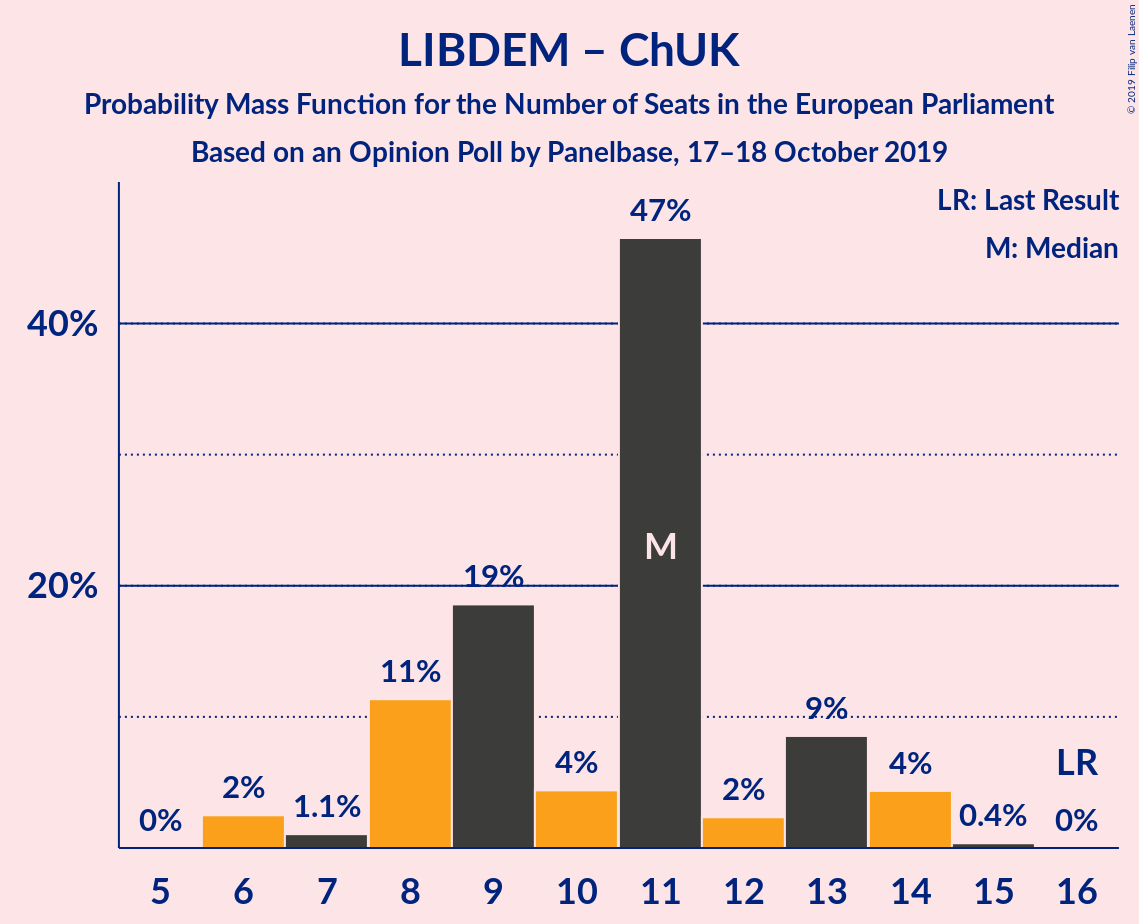 LIBDEM – ChUK
Probability Mass Function for the Number of Seats in the European Parliament
Based on an Opinion Poll by Panelbase, 17–18 October 2019
© 2019 Filip van Laenen
LR: Last Result
M: Median
40%
20%
0%
2%
1.1%
11%
19%
4%
47%
M
2%
9%
4%
0.4%
LR
0%
5 6 7 8 9 10 11 12 13 14 15 16